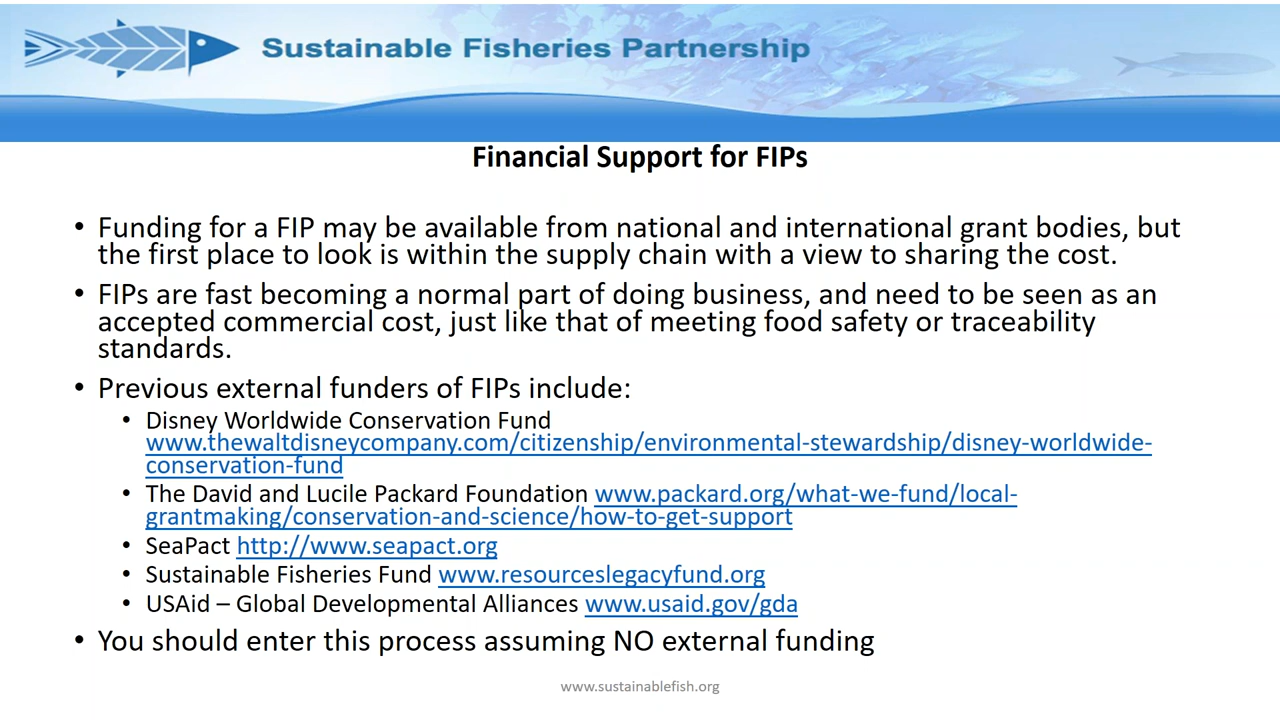 Sustainable Fisheries Partnership
Financial Support for FIPs
• Funding for a FIP may be available from national and international grant bodies, but
the first place to look is within the supply chain with a view to sharing the cost.
• FIPs are fast becoming a normal part of doing business, and need to be seen as an
accepted commercial cost, just like that of meeting food safety or traceability
standards.
• Previous external funders of FIPs include:
• Disney Worldwide Conservation Fund
www.thewaltdisneycompany.com/citizenship/environmental-stewardship/disney-worldwide-
conservation-fund
• The David and Lucile Packard Foundation www.packard.org/what-we-fund/local-
grantmaking/conservation-and-science/how-to-get-support
• SeaPact http://www.seapact.org
• Sustainable Fisheries Fund www.resourceslegacyfund.org
• USAid – Global Developmental Alliances www.usaid.gov/gda
• You should enter this process assuming NO external funding
www.sustainablefish.org